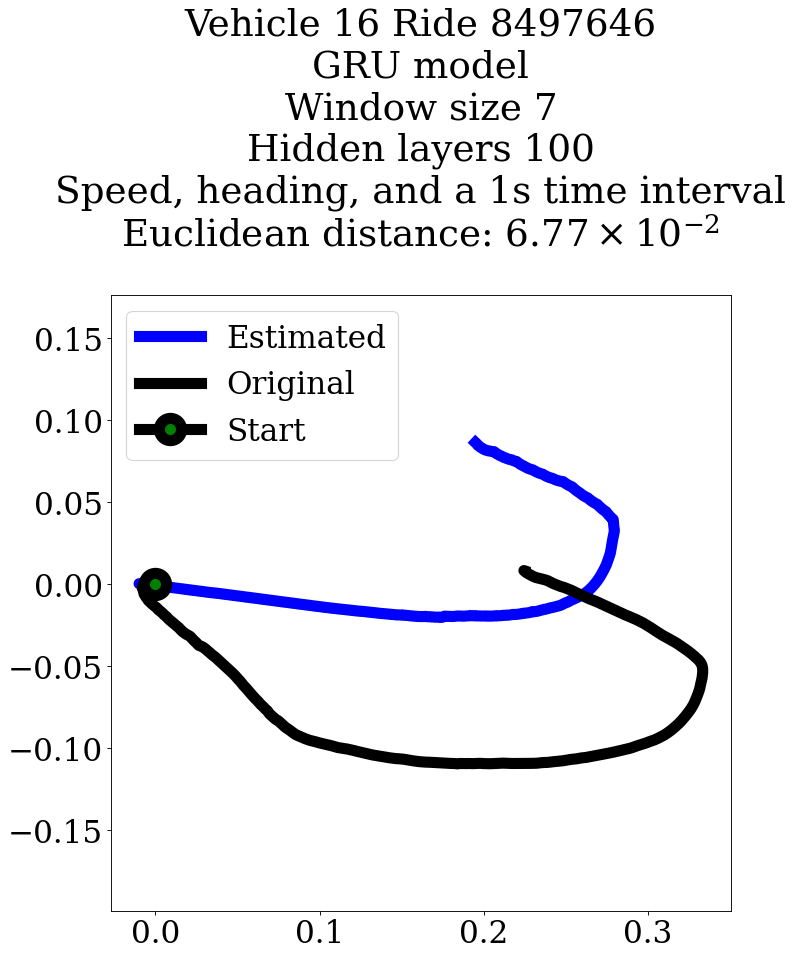 Vehicle 16 Ride 8497646
GRU model
Window size 7
Hidden layers 100
Speed, heading, and a 1s time interval
Euclidean distance: 6.77 × 10⁻²
Estimated
Original
Start
0.15
0.10
0.05
0.00
−0.05
−0.10
−0.15
0.0 0.1 0.2 0.3